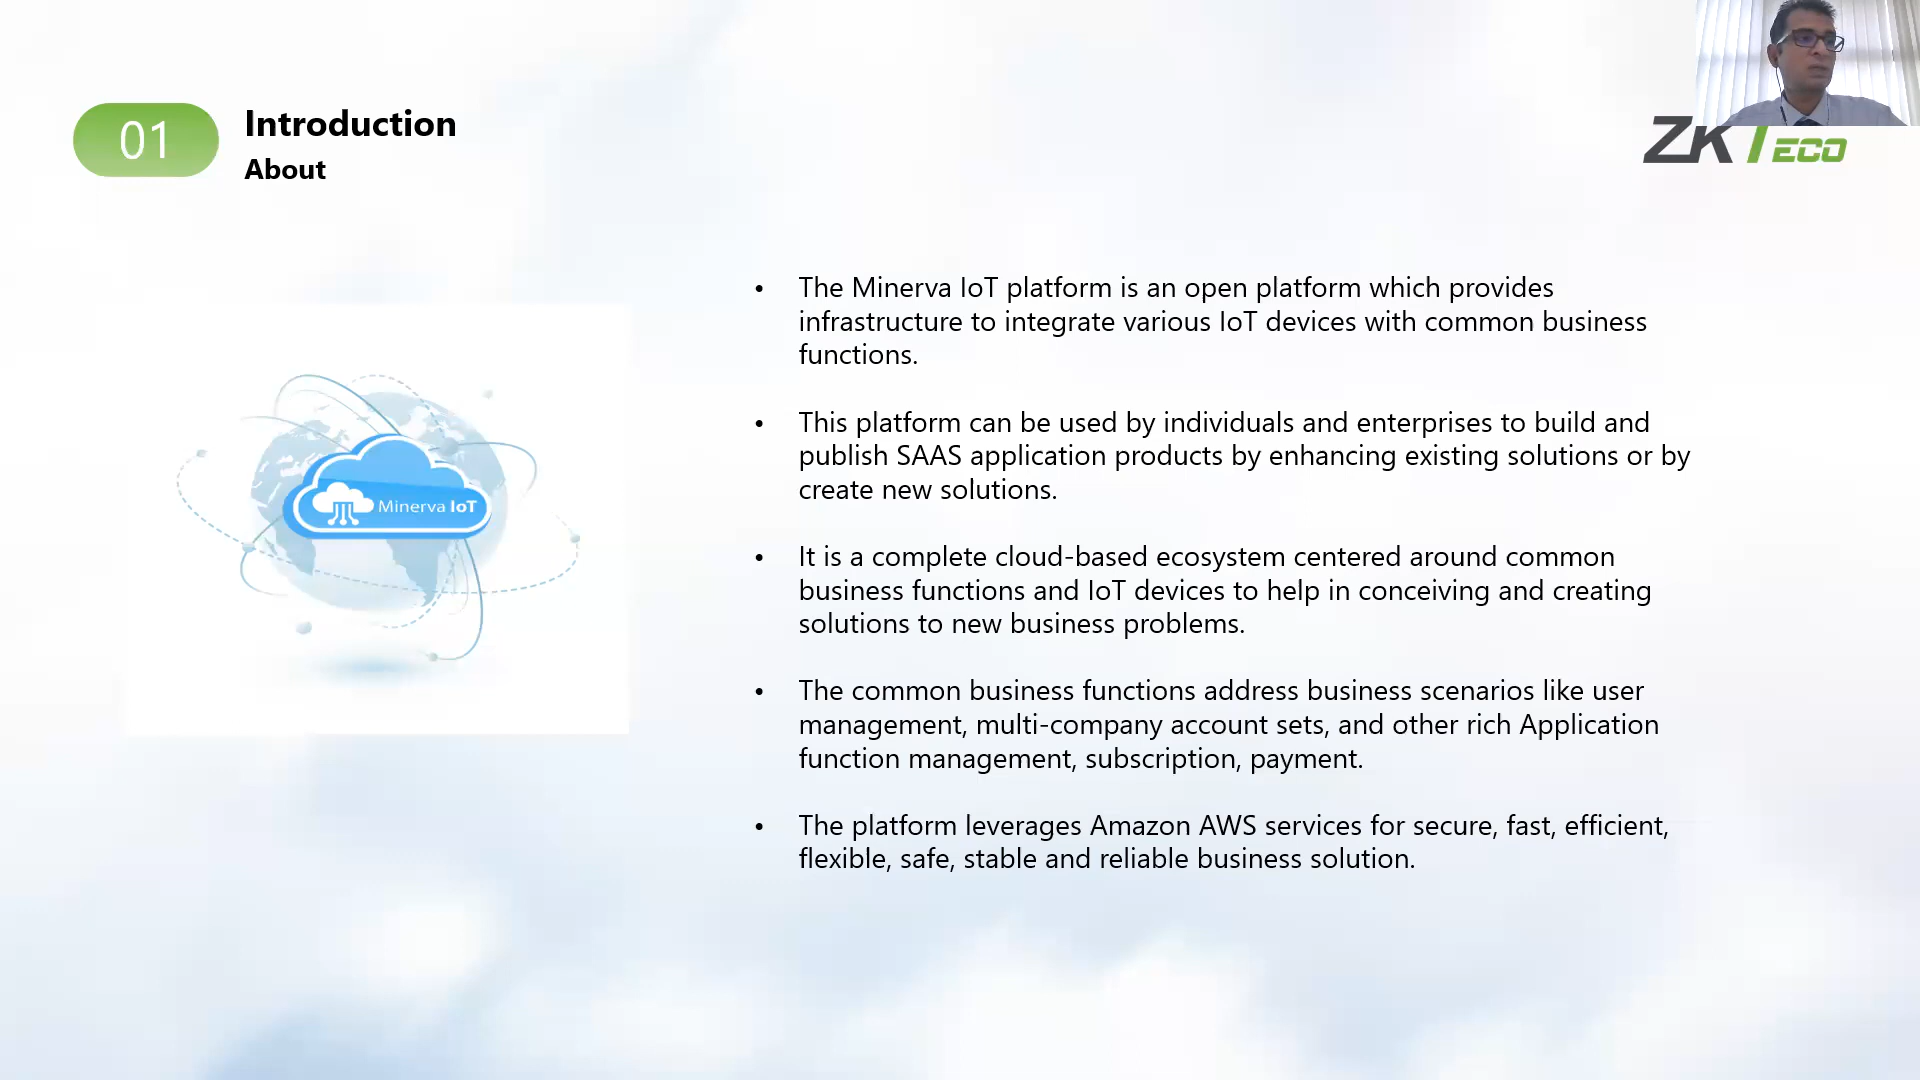 01
Introduction
About
ZKTeco
The Minerva IoT platform is an open platform which provides
infrastructure to integrate various IoT devices with common business
functions.
This platform can be used by individuals and enterprises to build and
publish SAAS application products by enhancing existing solutions or by
create new solutions.
It is a complete cloud-based ecosystem centered around common
business functions and IoT devices to help in conceiving and creating
solutions to new business problems.
The common business functions address business scenarios like user
management, multi-company account sets, and other rich Application
function management, subscription, payment.
The platform leverages Amazon AWS services for secure, fast, efficient,
flexible, safe, stable and reliable business solution.
Minerva IoT